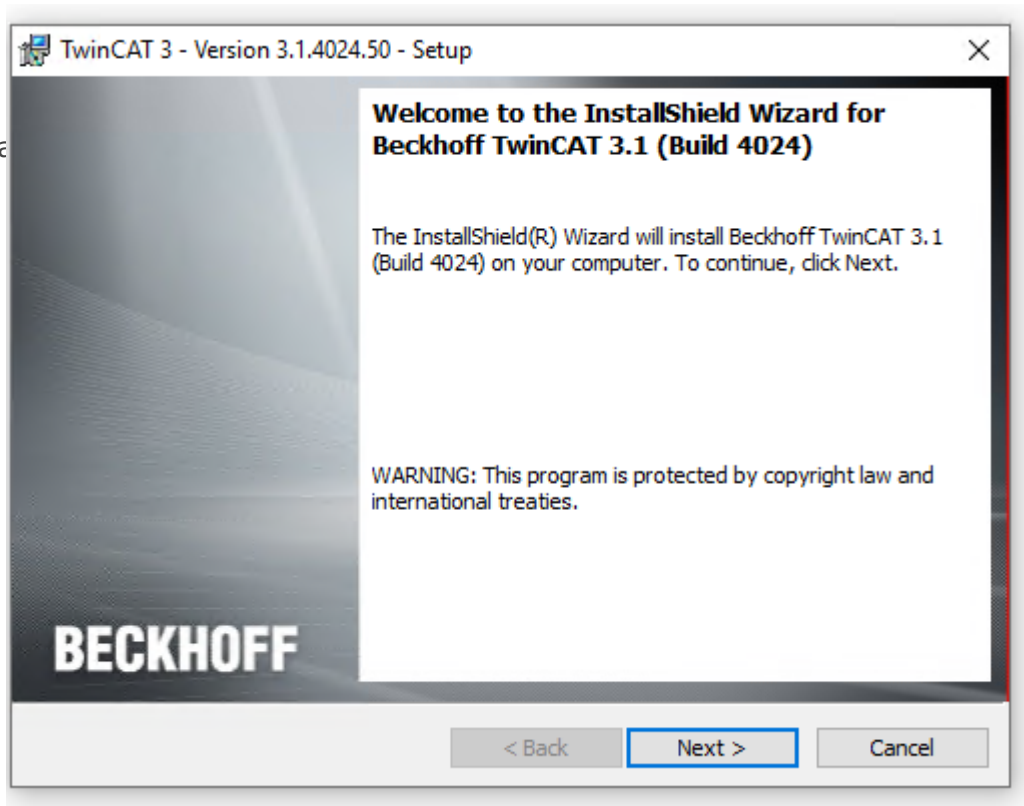 TwinCAT 3 - Version 3.1.4024.50 - Setup
Welcome to the InstallShield Wizard for
Beckhoff TwinCAT 3.1 (Build 4024)
The InstallShield(R) Wizard will install Beckhoff TwinCAT 3.1
(Build 4024) on your computer. To continue, click Next.
WARNING: This program is protected by copyright law and
international treaties.
BECKHOFF
< Back
Next >
Cancel